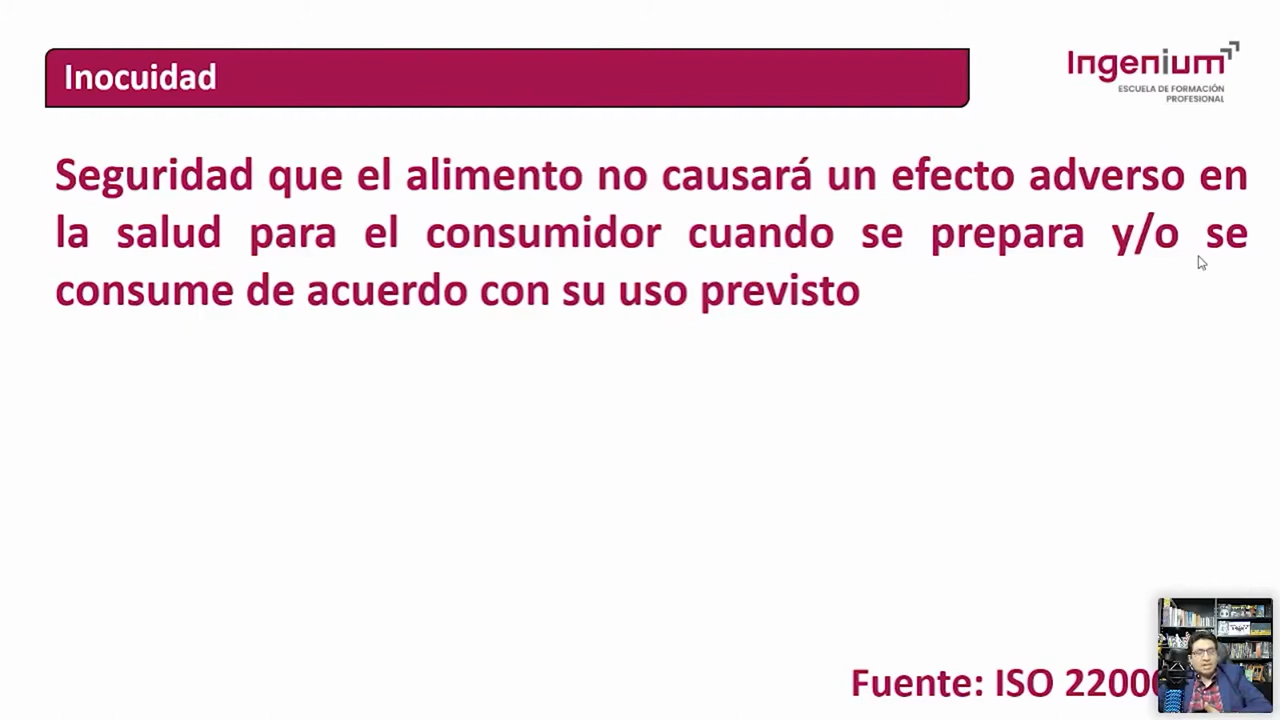 Inocuidad
Ingenium
ESCUELA DE FORMACIÓN
PROFESIONAL
Seguridad que el alimento no causará un efecto adverso en
la salud para el consumidor cuando se prepara y/o se
consume de acuerdo con su uso previsto
Fuente: ISO